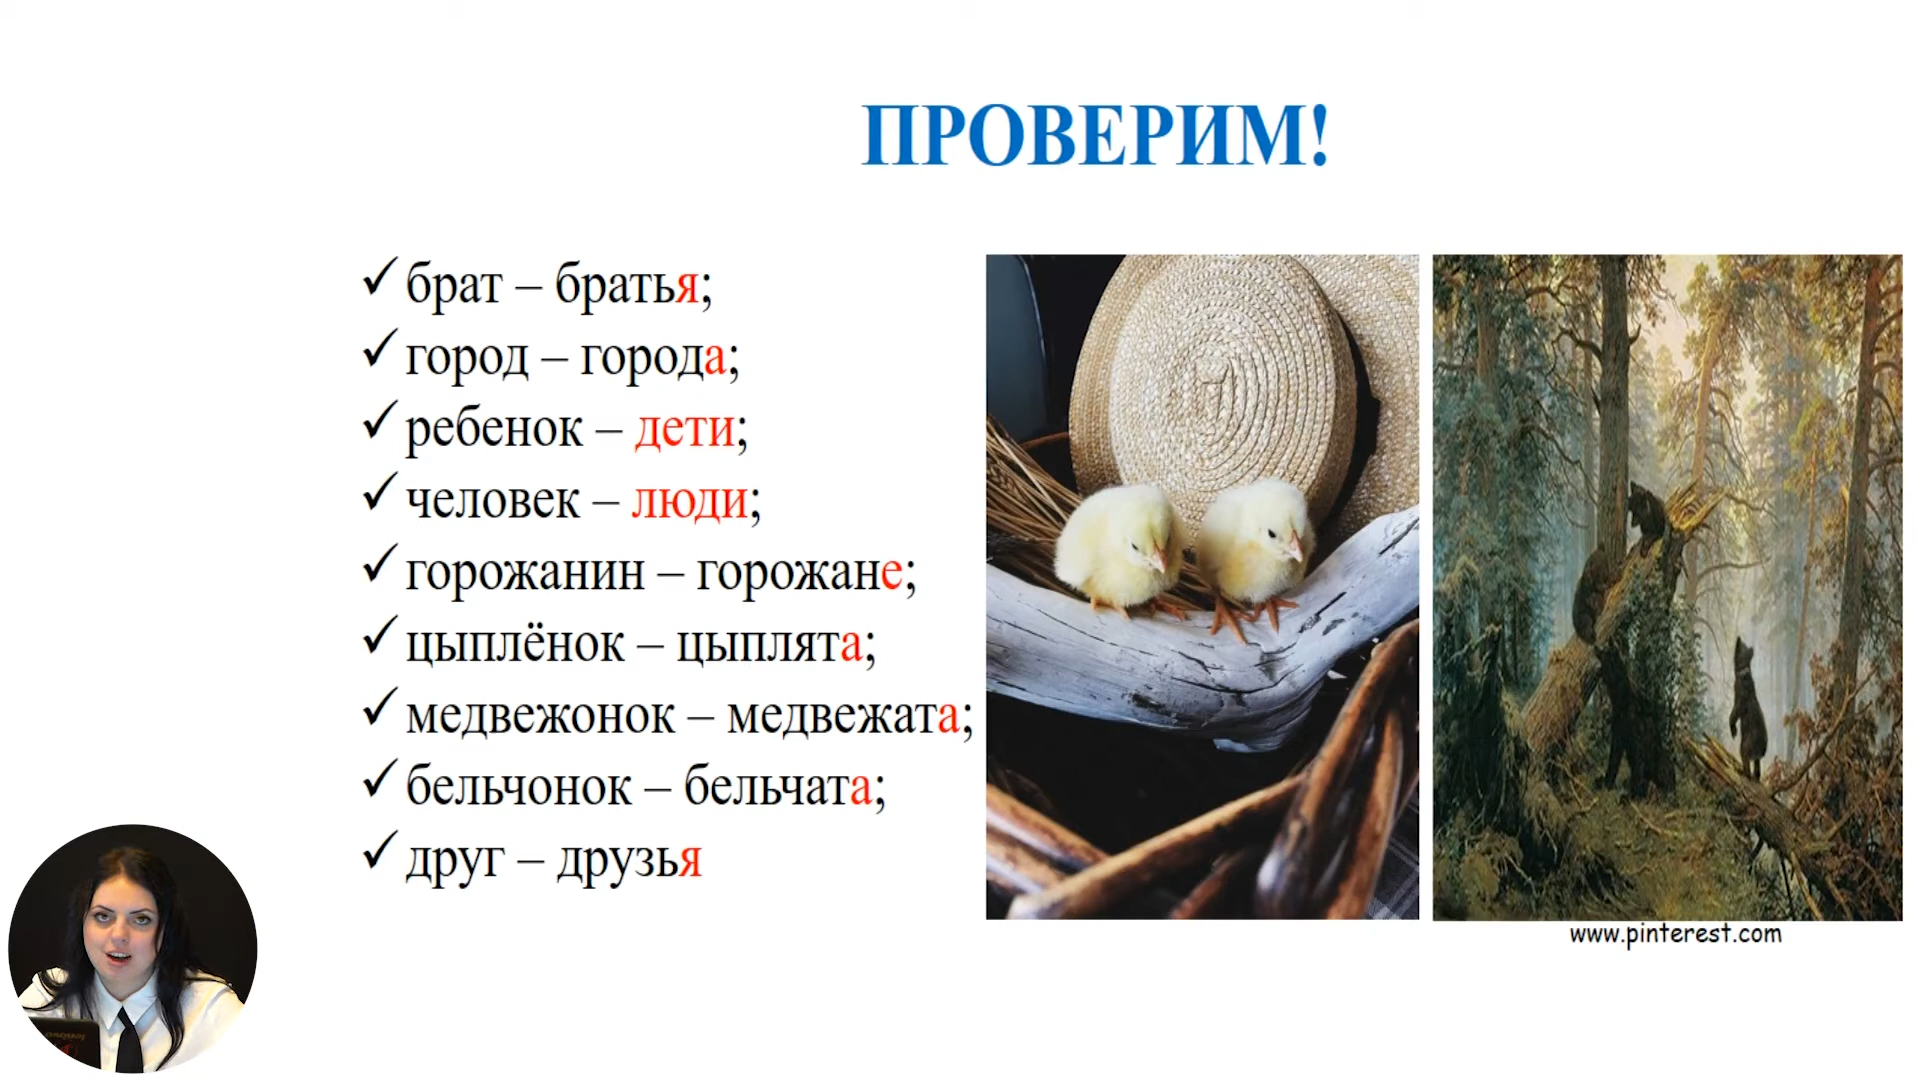 ПРОВЕРИМ!
брат – братья;
город – города;
ребенок – дети;
человек – люди;
горожанин – горожане;
цыплёнок – цыплята;
медвежонок – медвежата;
бельчонок – бельчата;
друг – друзья
www.pinterest.com